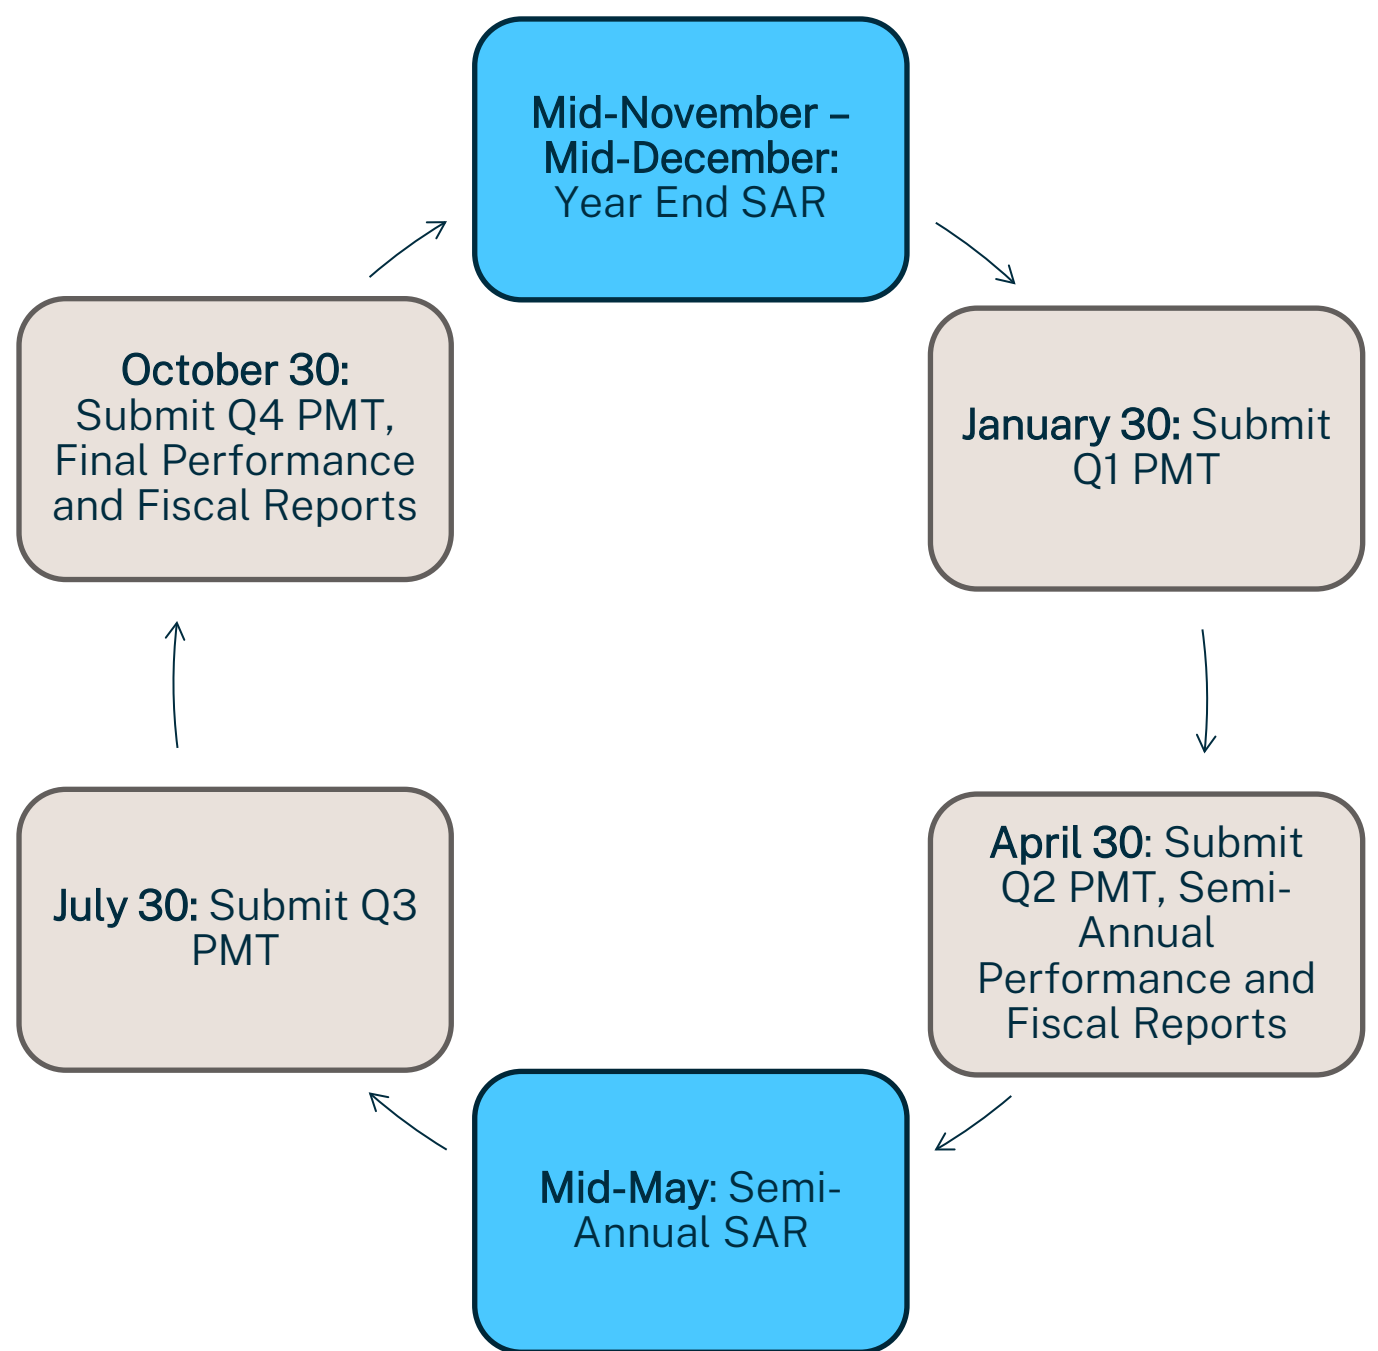 Mid-November –
Mid-December:
Year End SAR
January 30: Submit
Q1 PMT
April 30: Submit
Q2 PMT, Semi-
Annual
Performance and
Fiscal Reports
Mid-May: Semi-
Annual SAR
July 30: Submit Q3
PMT
October 30:
Submit Q4 PMT,
Final Performance
and Fiscal Reports